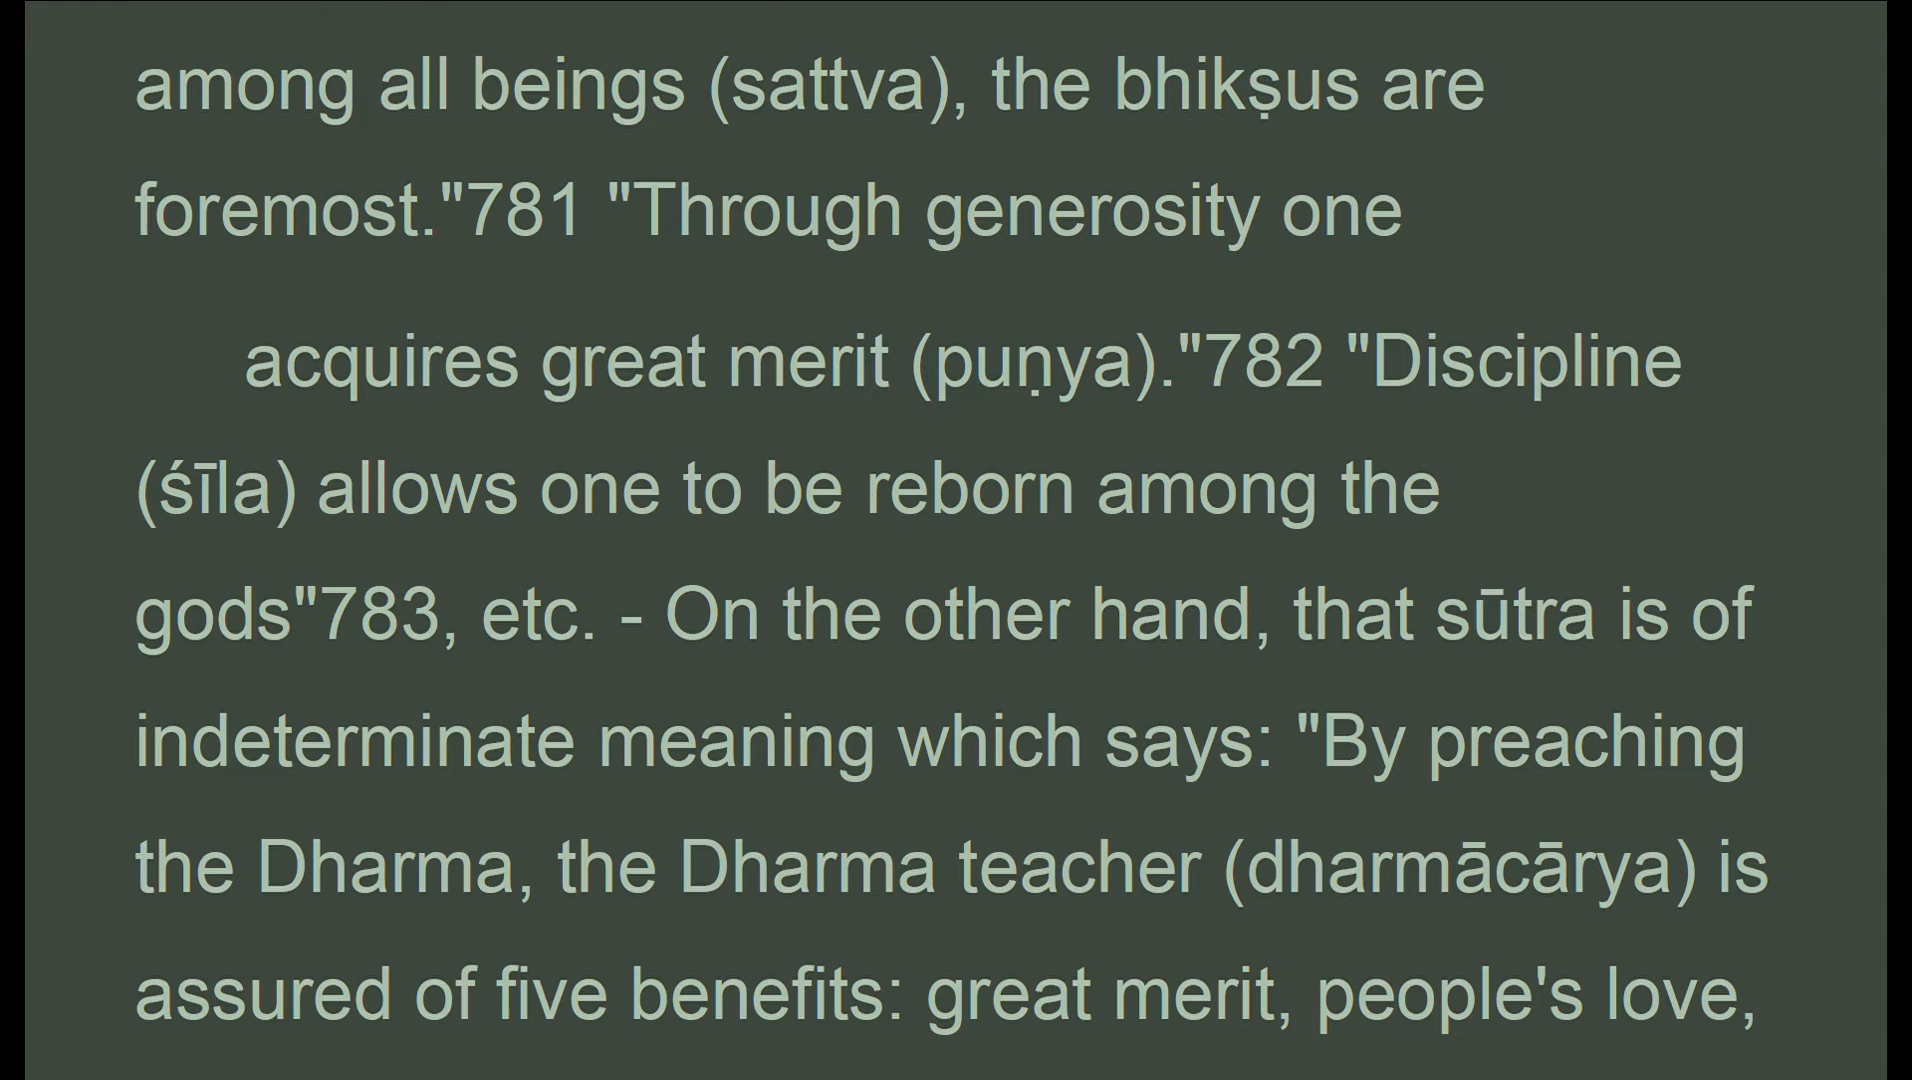 among all beings (sattva), the bhikṣus are
foremost."781 "Through generosity one
acquires great merit (puṇya)."782 "Discipline
(śīla) allows one to be reborn among the
gods"783, etc. - On the other hand, that sūtra is of
indeterminate meaning which says: "By preaching
the Dharma, the Dharma teacher (dharmācārya) is
assured of five benefits: great merit, people's love,